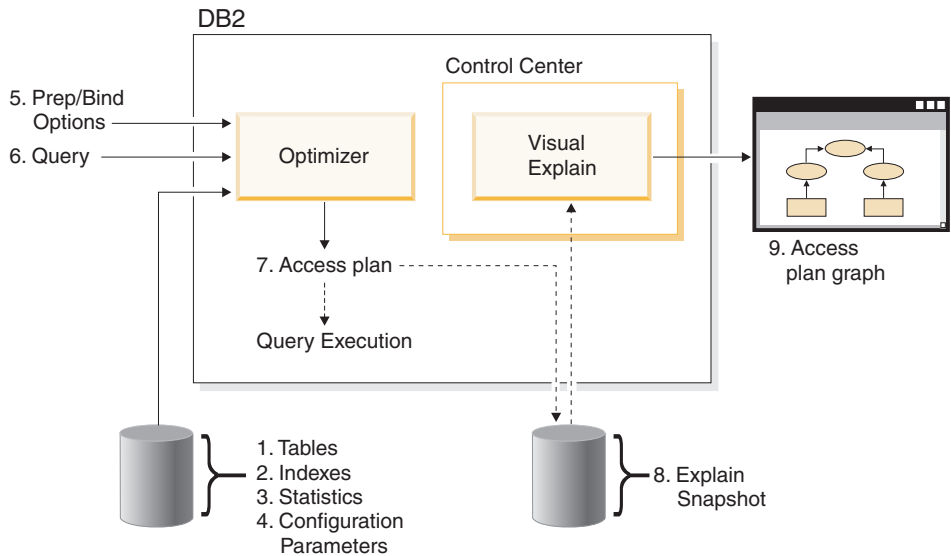 DB2
Control Center
5. Prep/Bind
Options
6. Query
Optimizer
Visual
Explain
7. Access plan
Query Execution
9. Access
plan graph
1. Tables
2. Indexes
3. Statistics
4. Configuration
Parameters
8. Explain
Snapshot